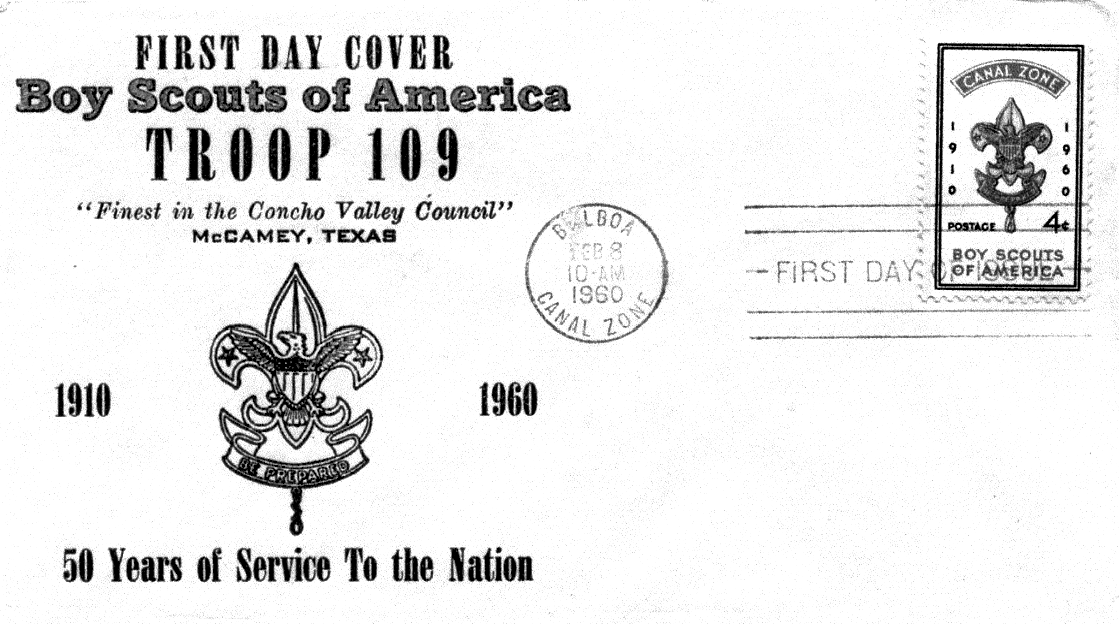 FIRST DAY COVER
Boy Scouts of America
TROOP 109
"Finest in the Concho Valley Council"
McCAMEY, TEXAS
1910
1960
BE PREPARED
50 Years of Service To the Nation
BALBOA
FEB 8
10-AM
1960
CANAL ZONE
FIRST DAY OF ISSUE
CANAL ZONE
1910
1960
POSTAGE 4¢
BOY SCOUTS
OF AMERICA